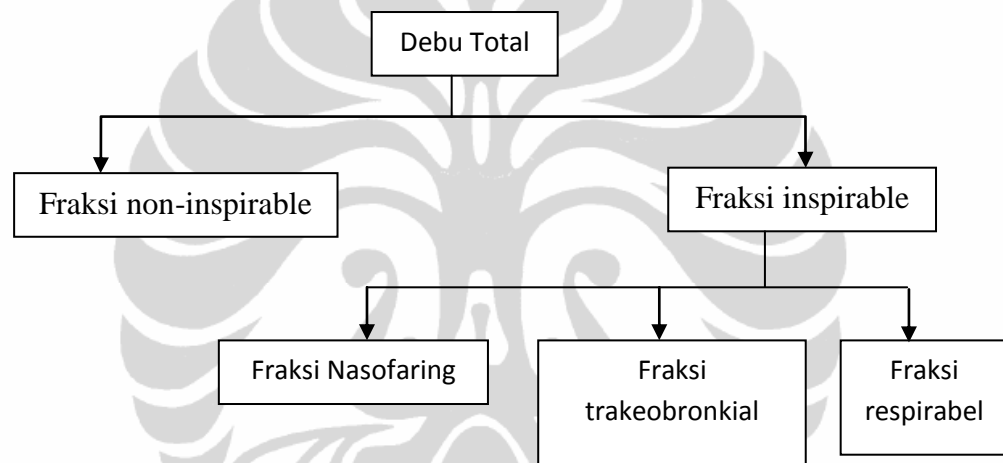 Debu Total
Fraksi non-inspirable
Fraksi inspirable
Fraksi Nasofaring
Fraksi
trakeobronkial
Fraksi
respirabel